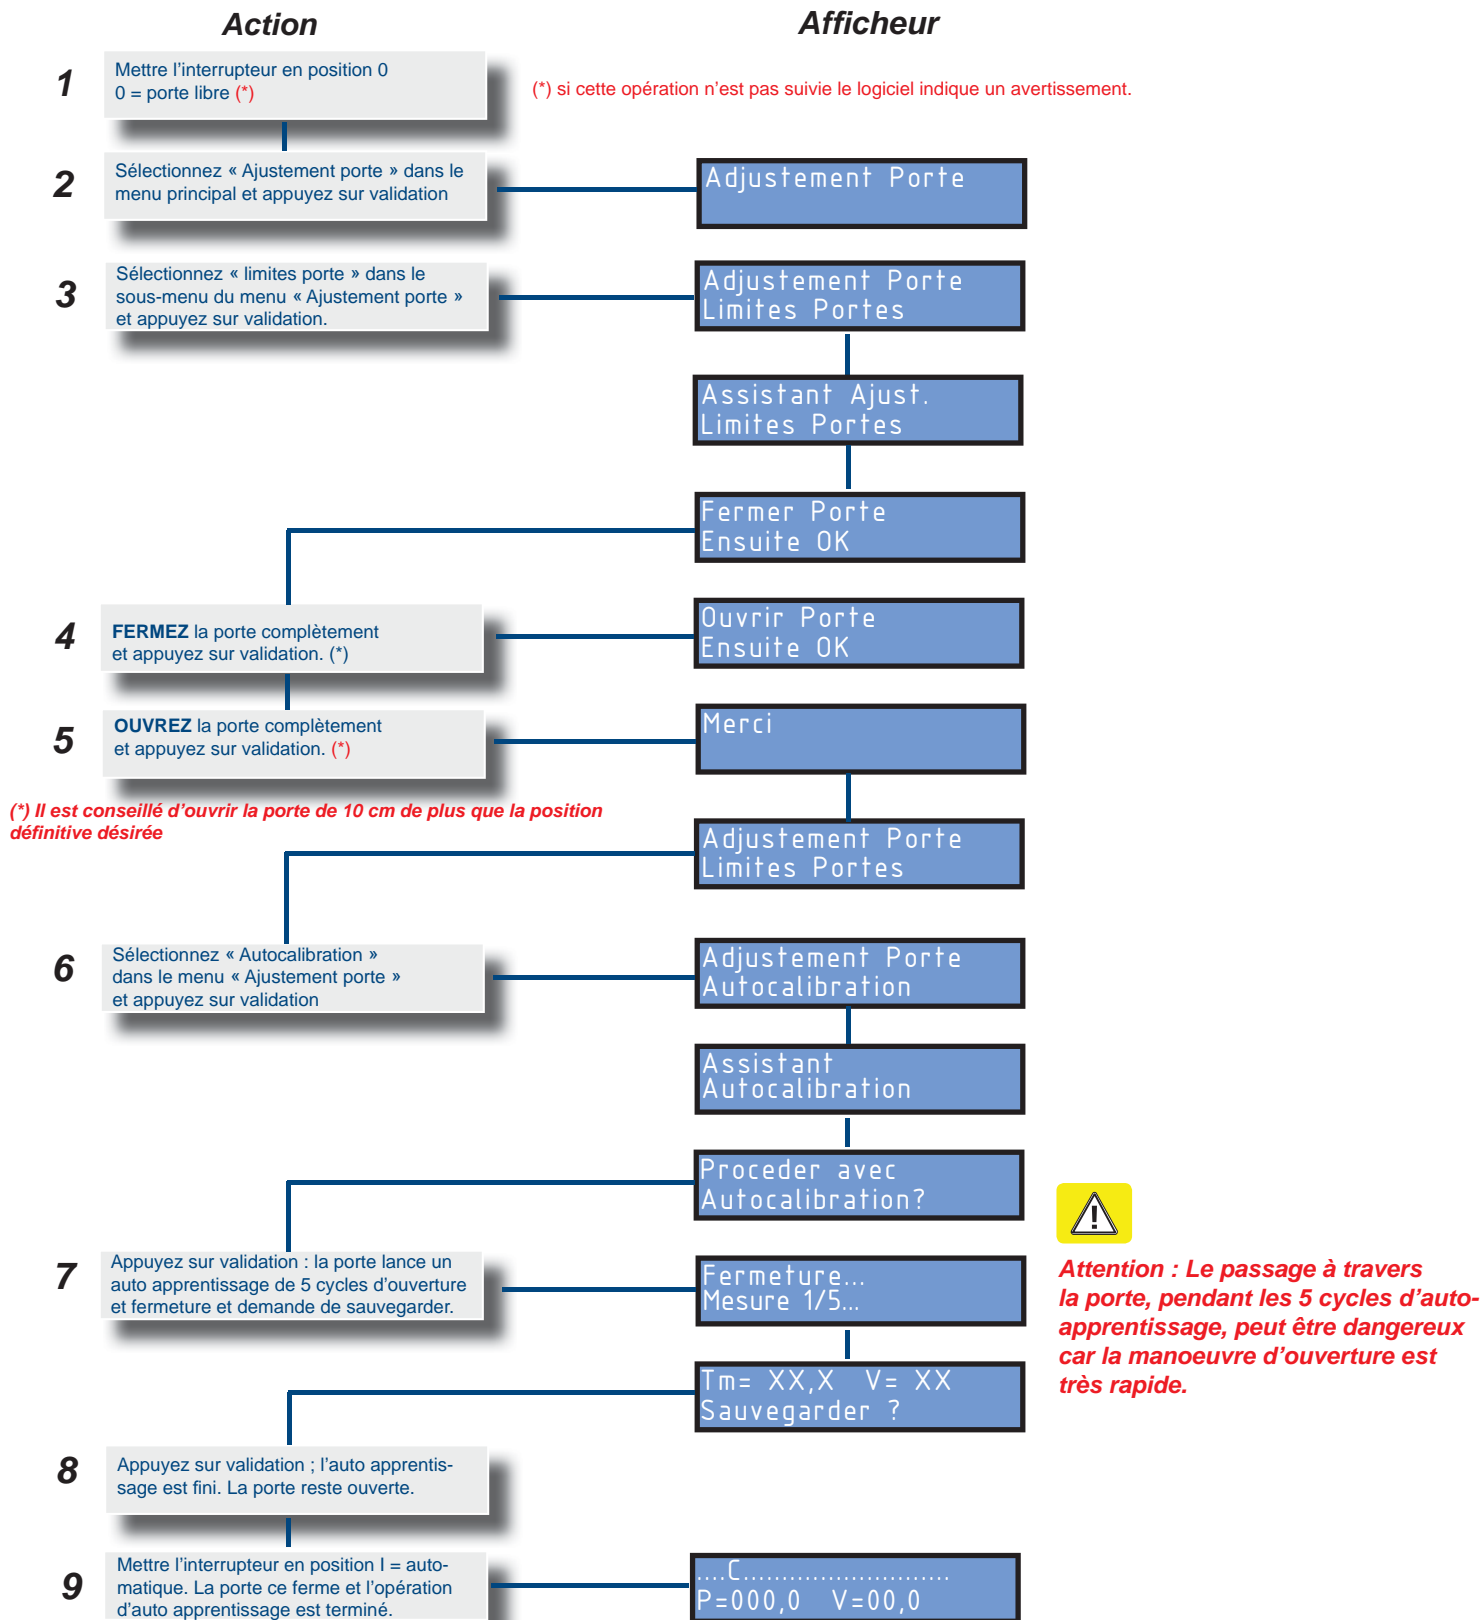 Action
Afficheur
1
Mettre l'interrupteur en position 0
0 = porte libre (*)
(*) si cette opération n'est pas suivie le logiciel indique un avertissement.
2
Sélectionnez « Ajustement porte » dans le
menu principal et appuyez sur validation
Adjustement Porte
3
Sélectionnez « limites porte » dans le
sous-menu du menu « Ajustement porte »
et appuyez sur validation.
Adjustement Porte
Limites Portes
Assistant Ajust.
Limites Portes
Fermer Porte
Ensuite OK
4
FERMEZ la porte complètement
et appuyez sur validation. (*)
Ouvrir Porte
Ensuite OK
5
OUVREZ la porte complètement
et appuyez sur validation. (*)
Merci
(*) Il est conseillé d'ouvrir la porte de 10 cm de plus que la position
définitive désirée
Adjustement Porte
Limites Portes
6
Sélectionnez « Autocalibration »
dans le menu « Ajustement porte »
et appuyez sur validation
Adjustement Porte
Autocalibration
Assistant
Autocalibration
Proceder avec
Autocalibration?
7
Appuyez sur validation : la porte lance un
auto apprentissage de 5 cycles d'ouverture
et fermeture et demande de sauvegarder.
Fermeture...
Mesure 1/5...
Attention : Le passage à travers
la porte, pendant les 5 cycles d'auto-
apprentissage, peut être dangereux
car la manoeuvre d'ouverture est
très rapide.
Tm= XX,X V= XX
Sauvegarder ?
8
Appuyez sur validation ; l'auto apprentis-
sage est fini. La porte reste ouverte.
9
Mettre l'interrupteur en position I = auto-
matique. La porte ce ferme et l'opération
d'auto apprentissage est terminé.
....C..........................
P=000,0 V=00,0